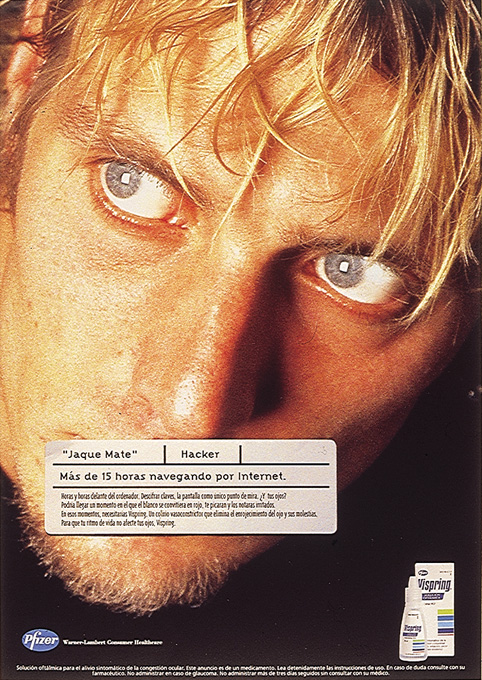 "Jaque Mate" Hacker
Más de 15 horas navegando por Internet.
Horas y horas delante del ordenador. Descifrar claves, la pantalla como único punto de mira. ¿Y tus ojos?
Podría llegar un momento en el que el blanco se convirtiera en rojo, te picaran y los notaras irritados.
En esos momentos, necesitarías Vispring. Un colirio vasoconstrictor que elimina el enrojecimiento del ojo y sus molestias.
Para que tu ritmo de vida no afecte tus ojos, Vispring.
Vispring
Vispring
Pfizer Warner-Lambert Consumer Healthcare
Solución oftálmica para el alivio sintomático de la congestión ocular. Este anuncio es de un medicamento. Lea detenidamente las instrucciones de uso. En caso de duda consulte con su
farmacéutico. No administrar en caso de glaucoma. No administrar más de tres días seguidos sin consultar con su médico.